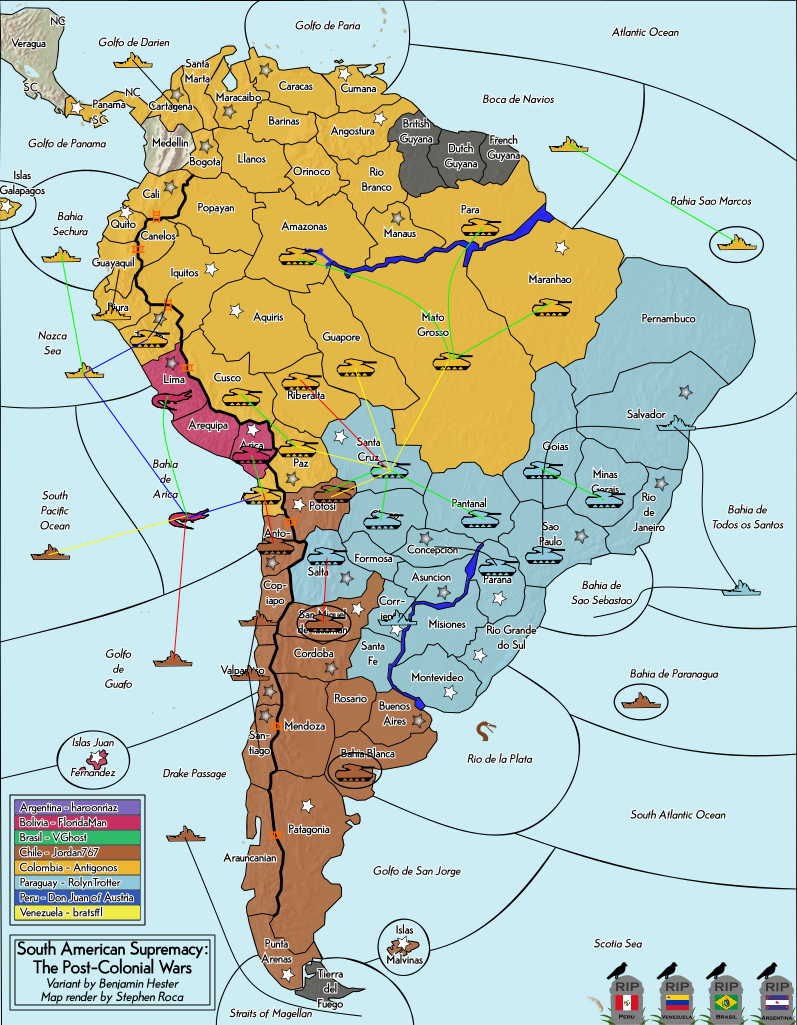 NC
Veragua
Golfo de Darien
Golfo de Paria
Atlantic Ocean
Santa
Marta
SC
Panama
NC
SC
Cartagena
Maracaibo
Caracas
Cumana
Boca de Navios
Golfo de Panama
Medellin
Barinas
Angostura
British
Guyana
Dutch
Guyana
French
Guyana
Bogota
Llanos
Orinoco
Rio
Branco
Islas
Galapagos
Cali
Popayan
Bahia
Sechura
Quito
Canelos
Amazonas
Manaus
Para
Bahia Sao Marcos
Guayaquil
Iquitos
Maranhao
Piura
Aquiris
Mato
Grosso
Pernambuco
Nazca
Sea
Guapore
Lima
Cusco
Riberalta
Arequipa
Arica
Santa
Cruz
Salvador
Paz
Goias
Bahia
de
Arica
Minas
Gerais
South
Pacific
Ocean
Potosi
Pantanal
Rio
de
Janeiro
Bahia de
Todos os Santos
Anto-
Sao
Paulo
Concepcion
Formosa
Salta
Cop-
iapo
Asuncion
Parana
Bahia de
Sao Sebastao
San Miguel
Corr-
Misiones
Rio Grande
do Sul
Golfo
de
Guafo
Cordoba
Santa
Fe
Montevideo
Bahia de Paranagua
Rosario
Buenos
Aires
San-
tiago
Mendoza
Islas Juan
Fernandez
Drake Passage
Bahia Blanca
Rio de la Plata
Patagonia
South Atlantic Ocean
Araucanian
Golfo de San Jorge
Argentina - haroonriaz
Bolivia - FloridaMan
Brasil - VGhost
Chile - Jordan767
Colombia - Antigonos
Paraguay - RolynTrotter
Peru - Don Juan of Austria
Venezuela - bratsffl
Islas
Malvinas
Scotia Sea
Punta
Arenas
Tierra
del
Fuego
Straits of Magellan
South American Supremacy:
The Post-Colonial Wars
Variant by Benjamin Hester
Map render by Stephen Roca
RIP
PERU
RIP
VENEZUELA
RIP
BRASIL
RIP
ARGENTINA